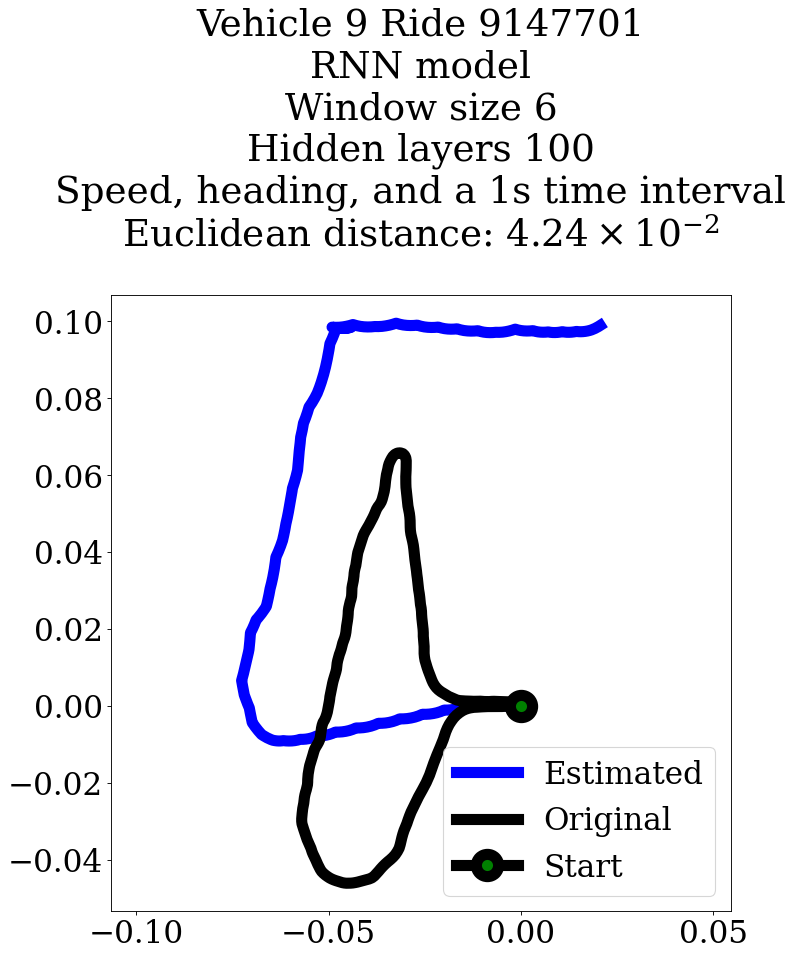 Vehicle 9 Ride 9147701
RNN model
Window size 6
Hidden layers 100
Speed, heading, and a 1s time interval
Euclidean distance: 4.24 × 10⁻²
0.10
0.08
0.06
0.04
0.02
0.00
−0.02
−0.04
Estimated
Original
Start
−0.10
−0.05
0.00
0.05